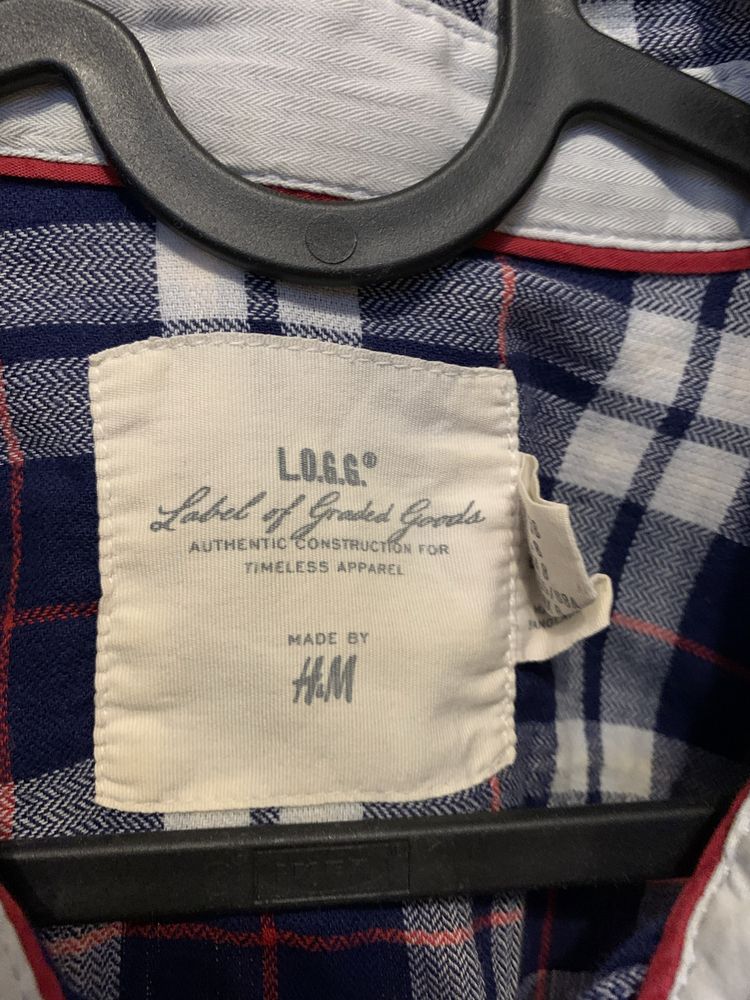 L.O.G.G.®
Label of Graded Goods
AUTHENTIC CONSTRUCTION FOR
TIMELESS APPAREL
MADE BY
H&M